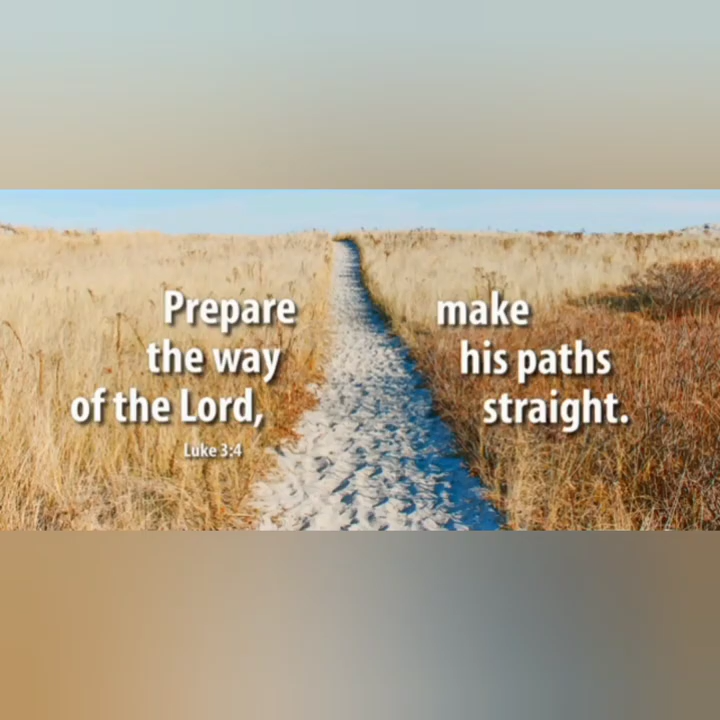 Prepare
the way
of the Lord,
Luke 3:4
make
his paths
straight.